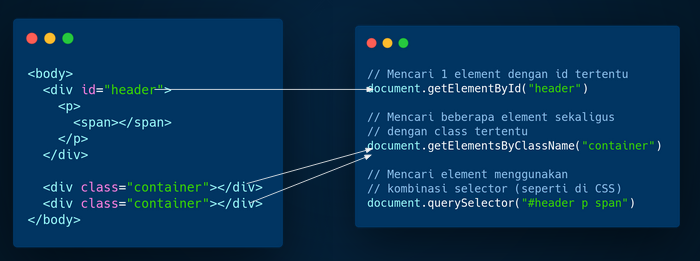 <body>
<div id="header">
<p>
<span></span>
</p>
</div>
<div class="container"></div>
<div class="container"></div>
</body>
// Mencari 1 element dengan id tertentu
document.getElementById("header")
// Mencari beberapa element sekaligus
// dengan class tertentu
document.getElementsByClassName("container")
// Mencari element menggunakan
// kombinasi selector (seperti di CSS)
document.querySelector("#header p span")